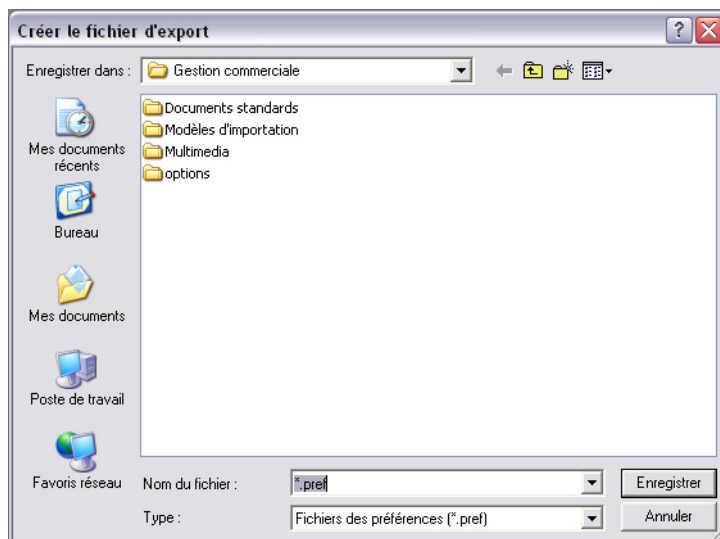 Créer le fichier d'export
Enregistrer dans :
Gestion commerciale
Mes documents
récents
Bureau
Mes documents
Poste de travail
Favoris réseau
Documents standards
Modèles d'importation
Multimedia
options
Nom du fichier :
*.pref
Enregistrer
Type :
Fichiers des préférences (*.pref)
Annuler